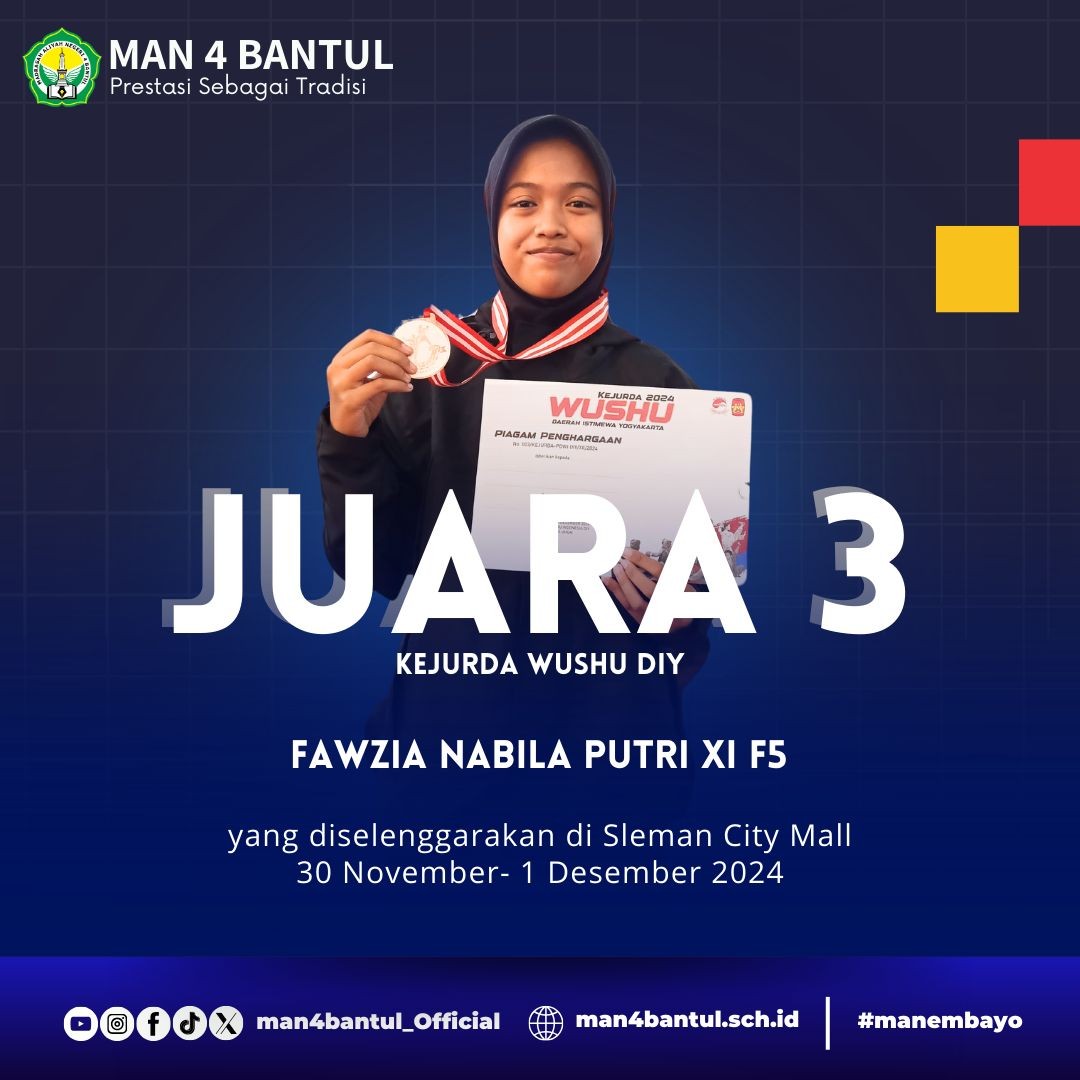 MAN 4 BANTUL
Prestasi Sebagai Tradisi
KEJURDA 2024
WUSHU
DAERAH ISTIMEWA YOGYAKARTA
PIAGAM PENGHARGAAN
JUARA 3
KEJURDA WUSHU DIY
FAWZIA NABILA PUTRI XI F5
yang diselenggarakan di Sleman City Mall
30 November- 1 Desember 2024
man4bantul_Official
man4bantul.sch.id
#manembayo